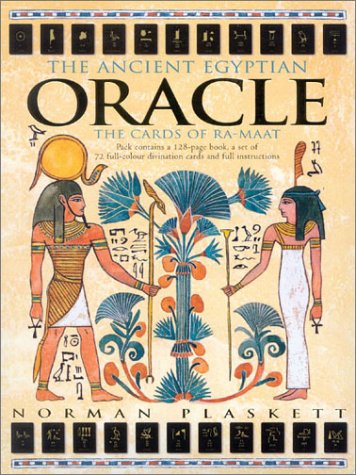 THE ANCIENT EGYPTIAN
ORACLE
THE CARDS OF RA-MAAT
Pack contains a 128-page book, a set of
72 full-colour divination cards and full instructions
NORMAN PLASKETT